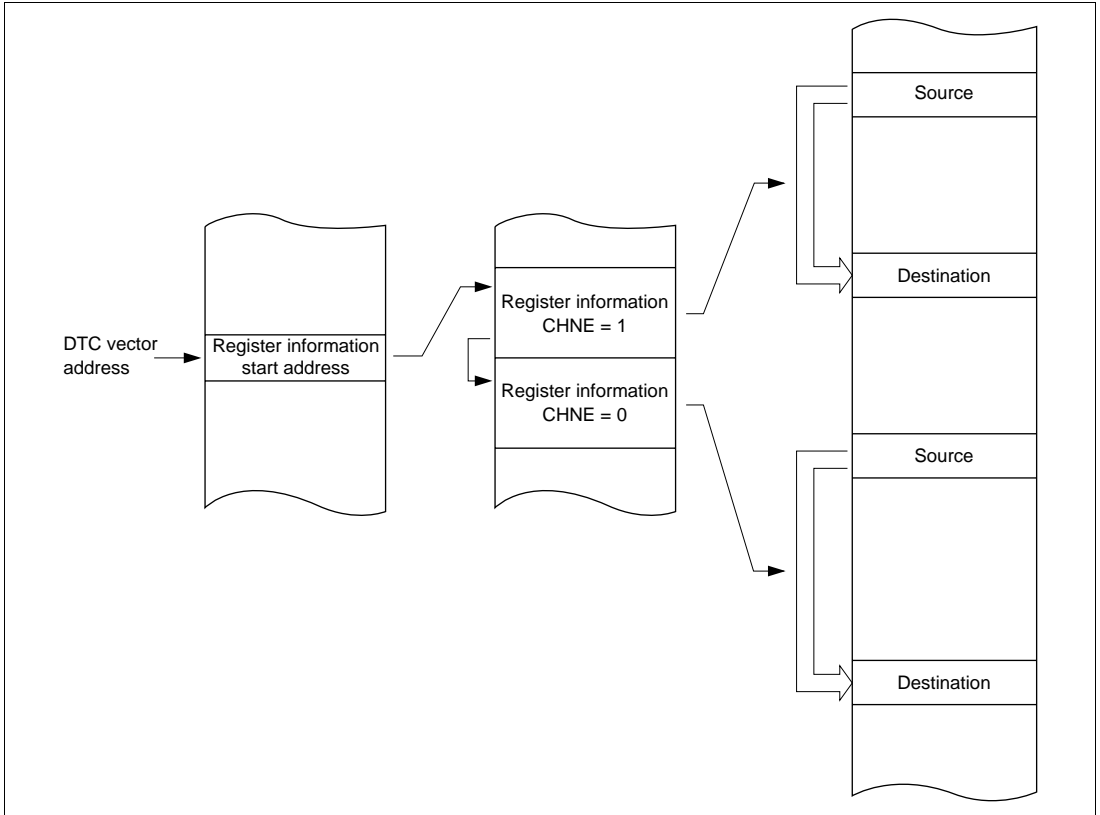 DTC vector
address
Register information
start address
Register information
CHNE = 1
Register information
CHNE = 0
Source
Destination
Source
Destination